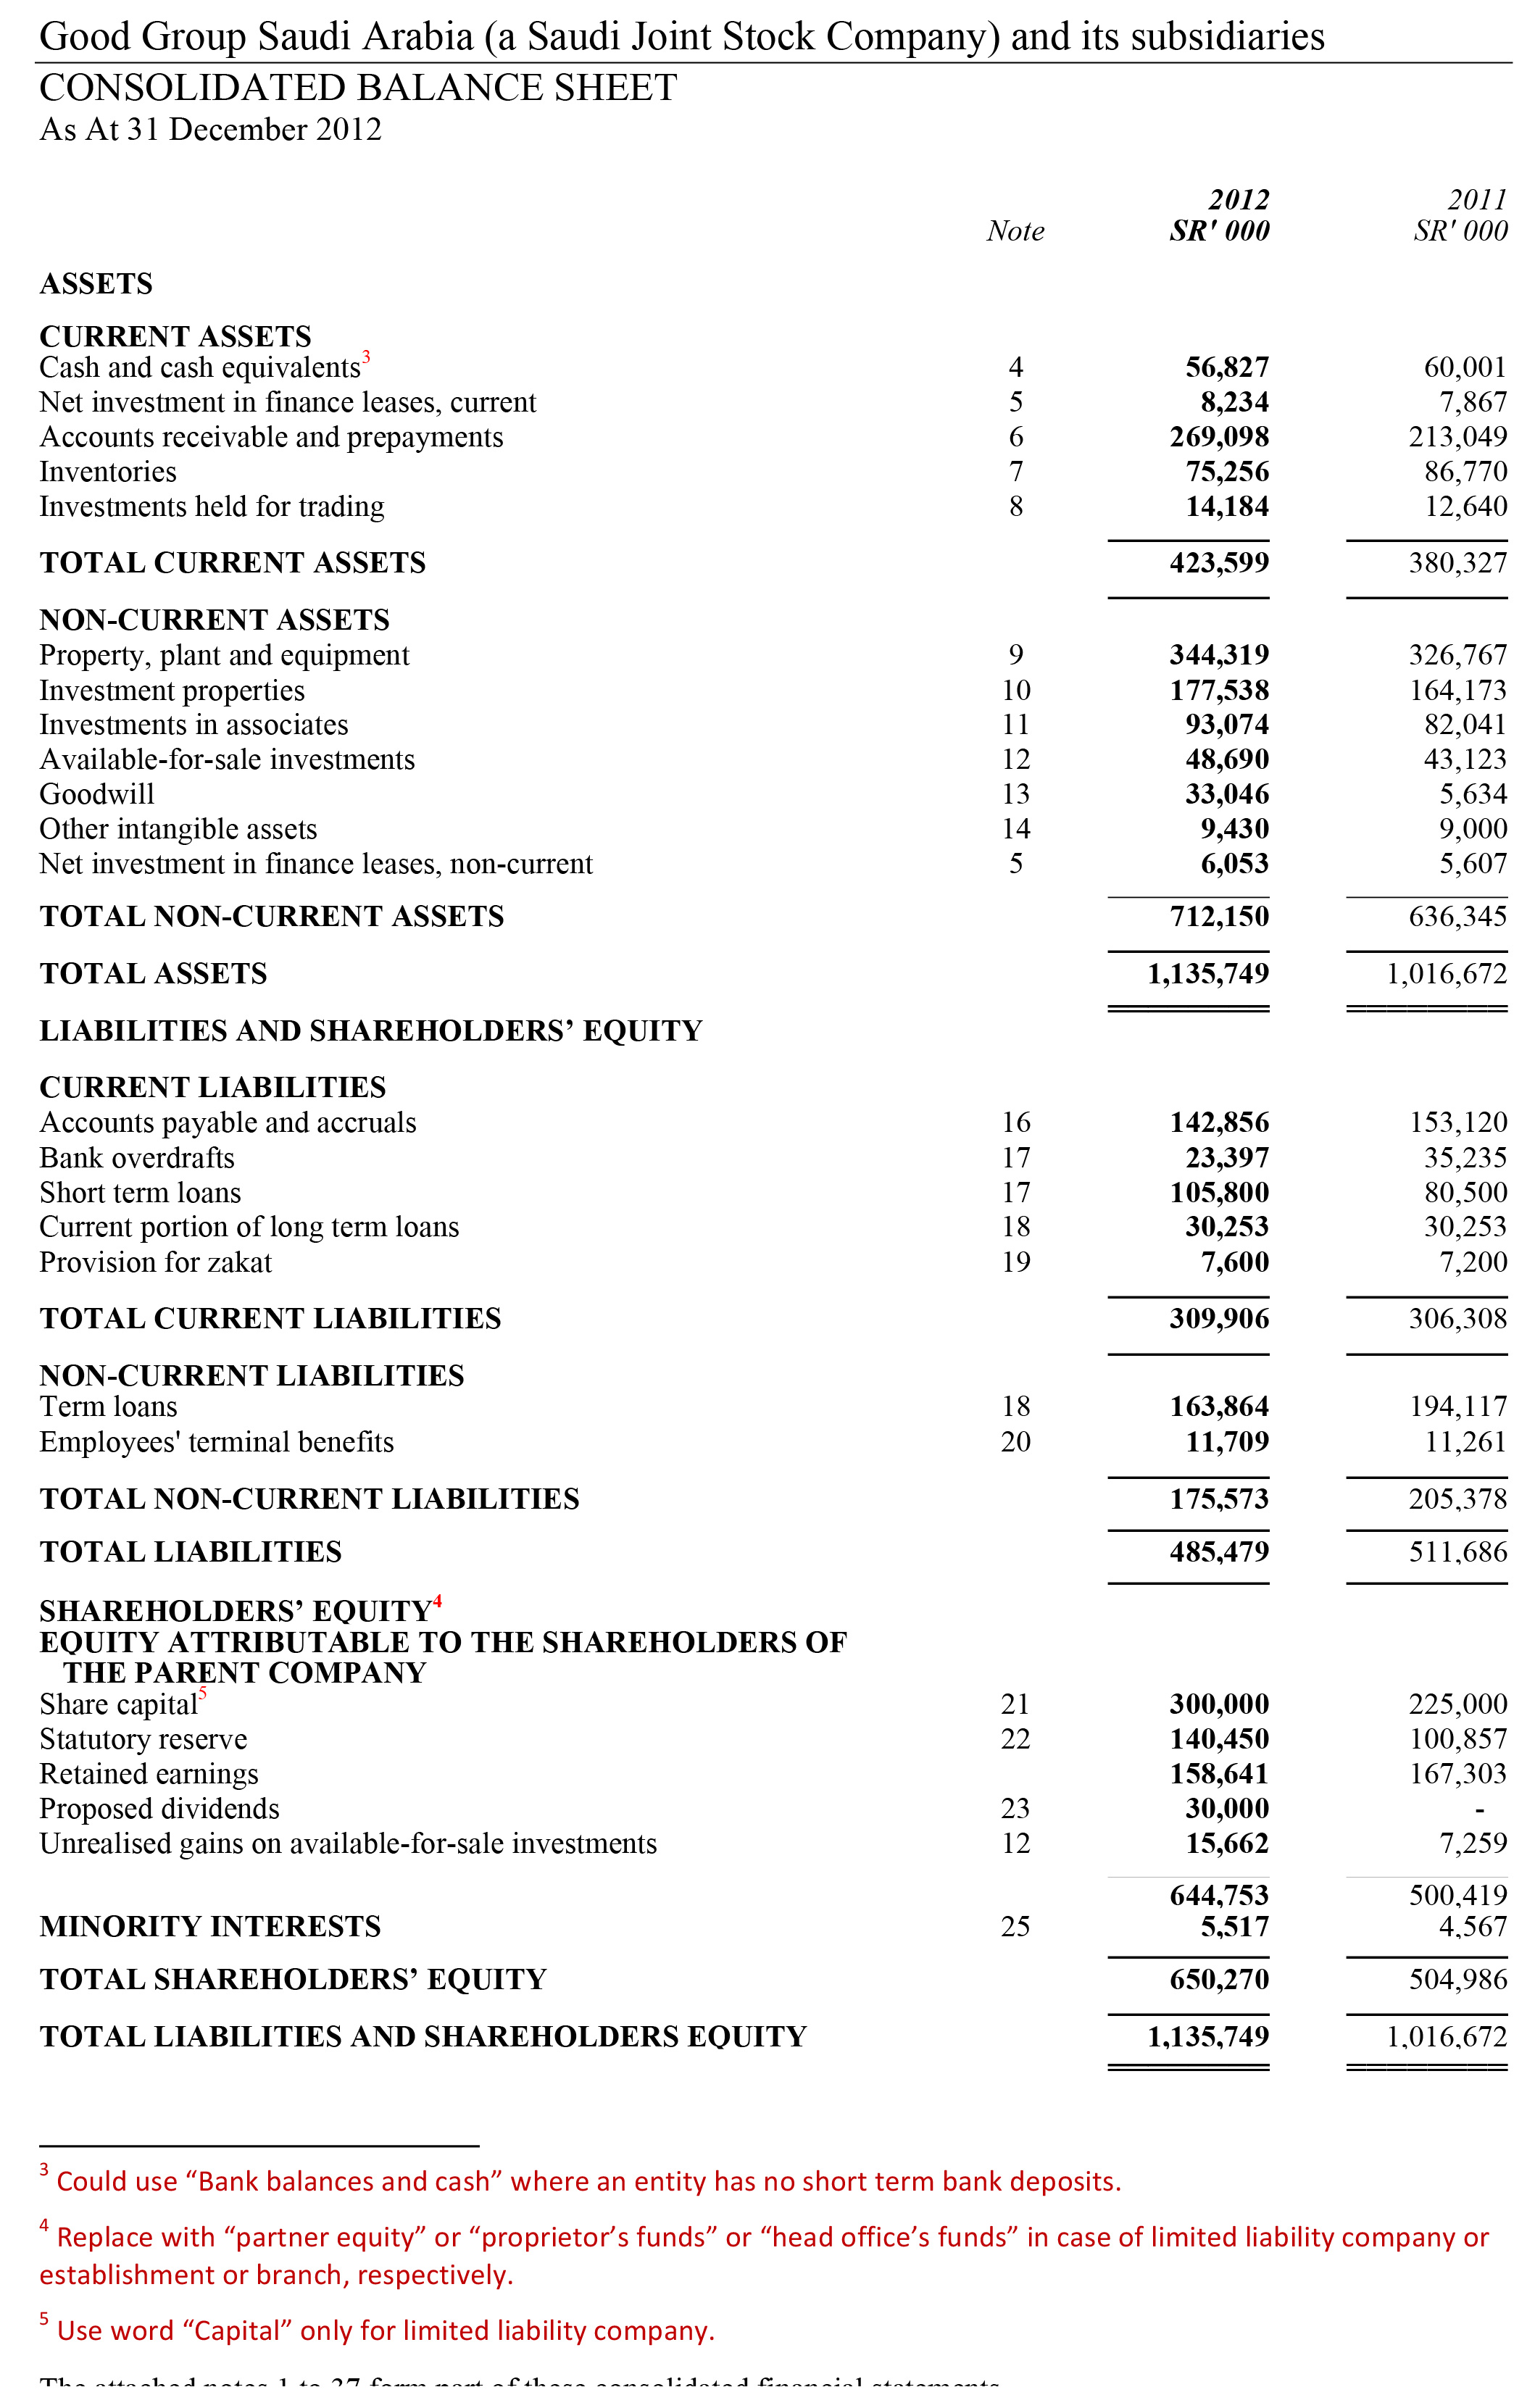 Good Group Saudi Arabia (a Saudi Joint Stock Company) and its subsidiaries
CONSOLIDATED BALANCE SHEET
As At 31 December 2012
2012 2011
Note SR' 000 SR' 000
ASSETS
CURRENT ASSETS
Cash and cash equivalents3 4 56,827 60,001
Net investment in finance leases, current 5 8,234 7,867
Accounts receivable and prepayments 6 269,098 213,049
Inventories 7 75,256 86,770
Investments held for trading 8 14,184 12,640
TOTAL CURRENT ASSETS 423,599 380,327
NON-CURRENT ASSETS
Property, plant and equipment 9 344,319 326,767
Investment properties 10 177,538 164,173
Investments in associates 11 93,074 82,041
Available-for-sale investments 12 48,690 43,123
Goodwill 13 33,046 5,634
Other intangible assets 14 9,430 9,000
Net investment in finance leases, non-current 5 6,053 5,607
TOTAL NON-CURRENT ASSETS 712,150 636,345
TOTAL ASSETS 1,135,749 1,016,672
LIABILITIES AND SHAREHOLDERS’ EQUITY
CURRENT LIABILITIES
Accounts payable and accruals 16 142,856 153,120
Bank overdrafts 17 23,397 35,235
Short term loans 17 105,800 80,500
Current portion of long term loans 18 30,253 30,253
Provision for zakat 19 7,600 7,200
TOTAL CURRENT LIABILITIES 309,906 306,308
NON-CURRENT LIABILITIES
Term loans 18 163,864 194,117
Employees' terminal benefits 20 11,709 11,261
TOTAL NON-CURRENT LIABILITIES 175,573 205,378
TOTAL LIABILITIES 485,479 511,686
SHAREHOLDERS’ EQUITY4
EQUITY ATTRIBUTABLE TO THE SHAREHOLDERS OF
THE PARENT COMPANY
Share capital5 21 300,000 225,000
Statutory reserve 22 140,450 100,857
Retained earnings 158,641 167,303
Proposed dividends 23 30,000 -
Unrealised gains on available-for-sale investments 12 15,662 7,259
644,753 500,419
MINORITY INTERESTS 25 5,517 4,567
TOTAL SHAREHOLDERS’ EQUITY 650,270 504,986
TOTAL LIABILITIES AND SHAREHOLDERS EQUITY 1,135,749 1,016,672
3 Could use “Bank balances and cash” where an entity has no short term bank deposits.
4 Replace with “partner equity” or “proprietor’s funds” or “head office’s funds” in case of limited liability company or
establishment or branch, respectively.
5 Use word “Capital” only for limited liability company.
The attached notes 1 to 37 form part of these consolidated financial statements